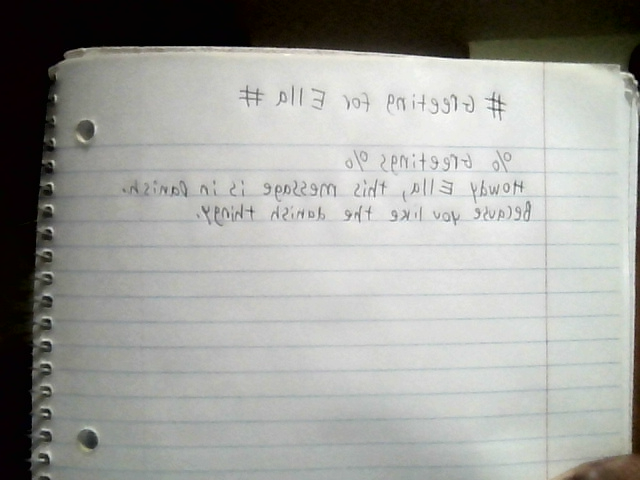 # Greeting for Ella #
% Greetings %
Howdy Ella, this message is in Danish.
Because you like the danish thingy.